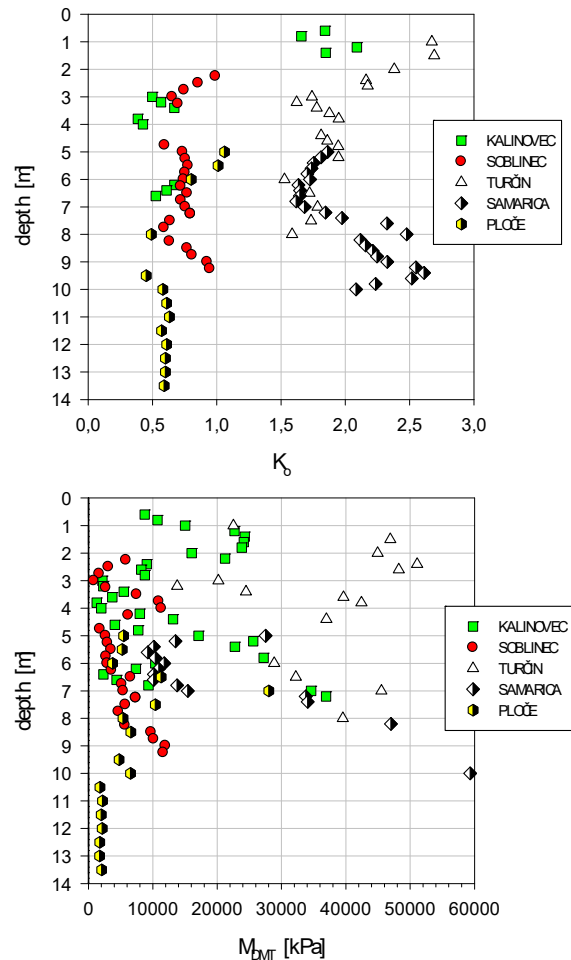 0
1
2
3
4
5
6
7
8
9
10
11
12
13
14
depth [m]
0,0 0,5 1,0 1,5 2,0 2,5 3,0
Ko
KALINOVEC
SOBLINEC
TURČIN
SAMARICA
PLOČE
0
1
2
3
4
5
6
7
8
9
10
11
12
13
14
depth [m]
0 10000 20000 30000 40000 50000 60000
MDMT [kPa]
KALINOVEC
SOBLINEC
TURČIN
SAMARICA
PLOČE